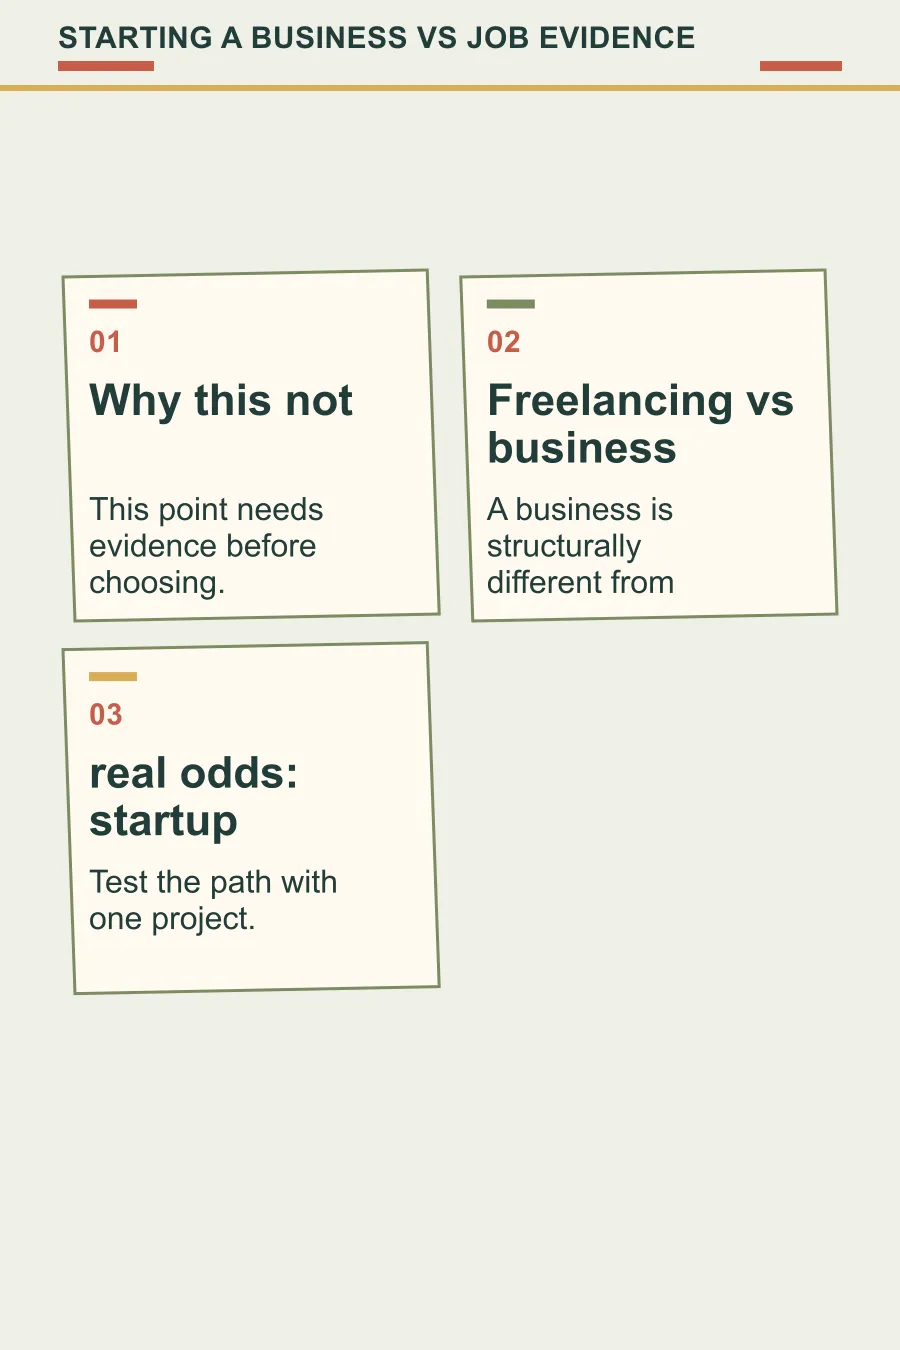 STARTING A BUSINESS VS JOB EVIDENCE
01
Why this not
This point needs
evidence before
choosing.
02
Freelancing vs
business
A business is
structurally
different from
03
real odds:
startup
Test the path with
one project.